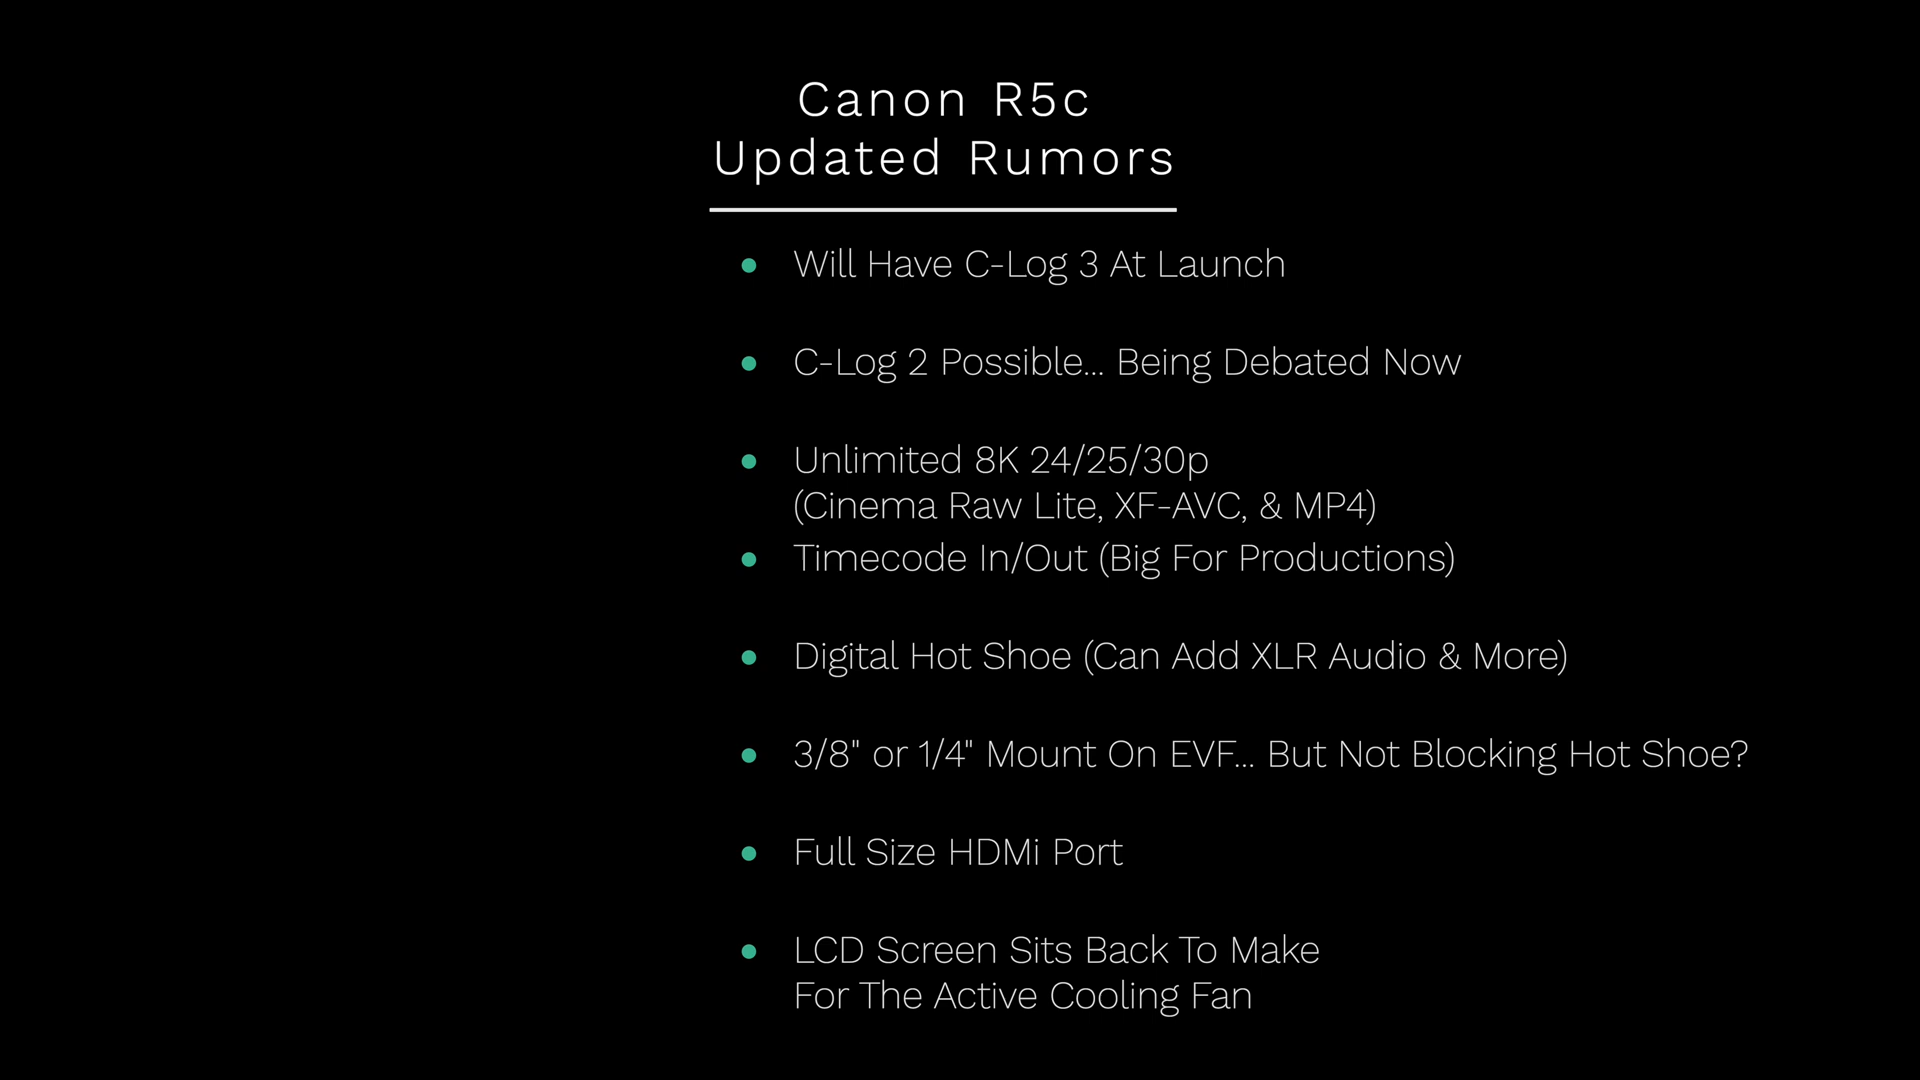 Canon R5c
Updated Rumors
Will Have C-Log 3 At Launch
C-Log 2 Possible... Being Debated Now
Unlimited 8K 24/25/30p
(Cinema Raw Lite, XF-AVC, & MP4)
Timecode In/Out (Big For Productions)
Digital Hot Shoe (Can Add XLR Audio & More)
3/8" or 1/4" Mount On EVF... But Not Blocking Hot Shoe?
Full Size HDMi Port
LCD Screen Sits Back To Make
For The Active Cooling Fan